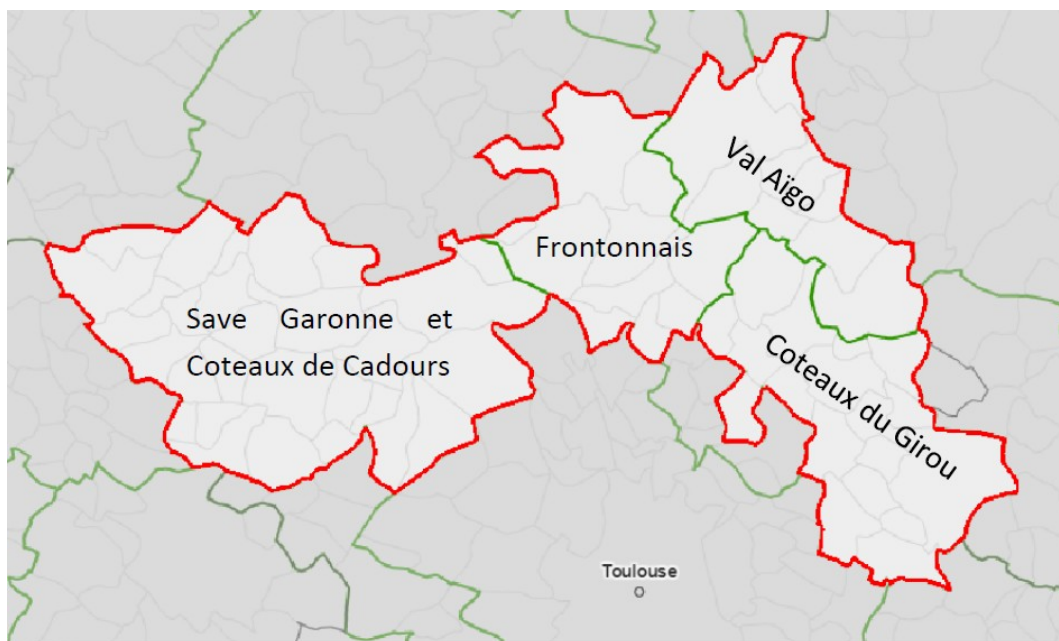 Val Aïgo
Frontonnais
Save Garonne et
Coteaux de Cadours
Coteaux du Girou
Toulouse